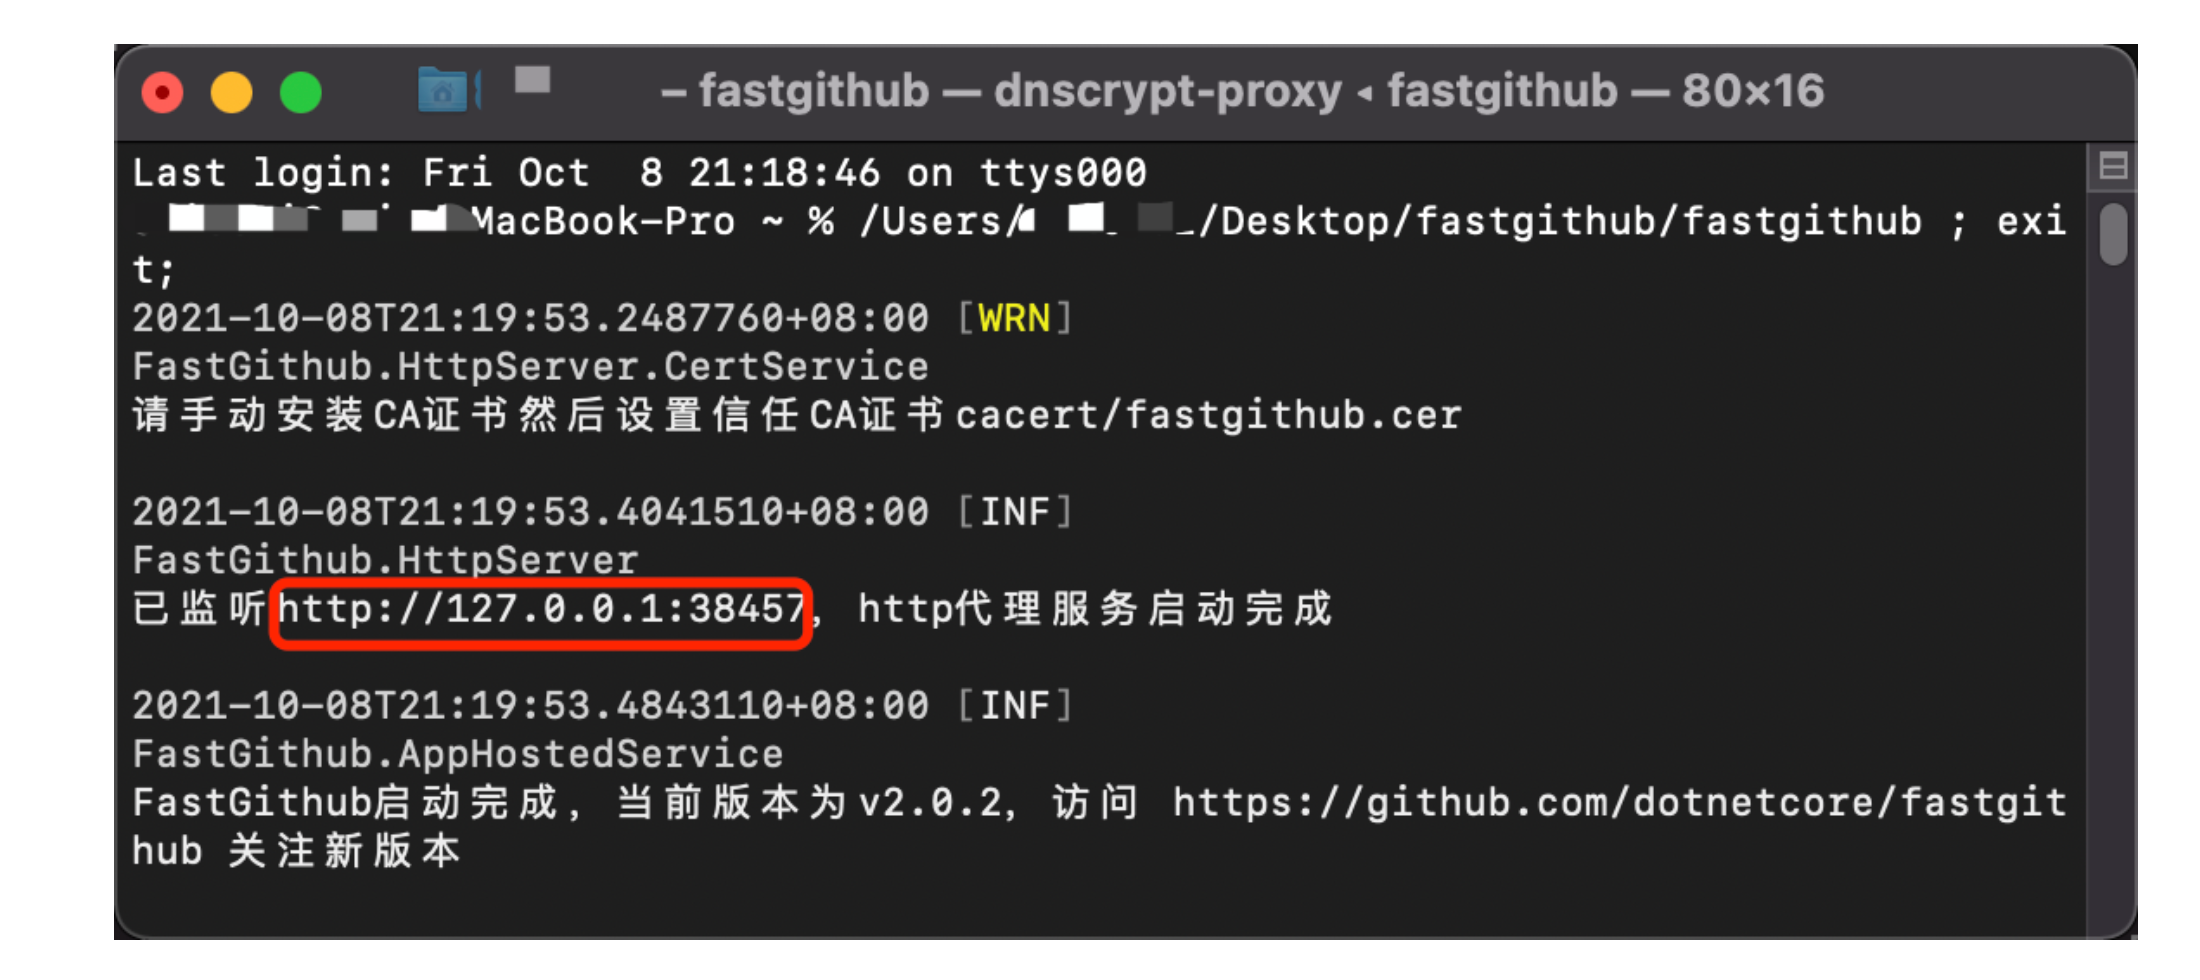 – fastgithub — dnscrypt-proxy ◂ fastgithub — 80×16
Last login: Fri Oct  8 21:18:46 on ttys000
MacBook-Pro ~ % /Users/ /Desktop/fastgithub/fastgithub ; exi
t;
2021-10-08T21:19:53.2487760+08:00 [WRN]
FastGithub.HttpServer.CertService
请手动安装CA证书然后设置信任CA证书cacert/fastgithub.cer
2021-10-08T21:19:53.4041510+08:00 [INF]
FastGithub.HttpServer
已监听http://127.0.0.1:38457，http代理服务启动完成
2021-10-08T21:19:53.4843110+08:00 [INF]
FastGithub.AppHostedService
FastGithub启动完成，当前版本为v2.0.2，访问 https://github.com/dotnetcore/fastgit
hub 关注新版本